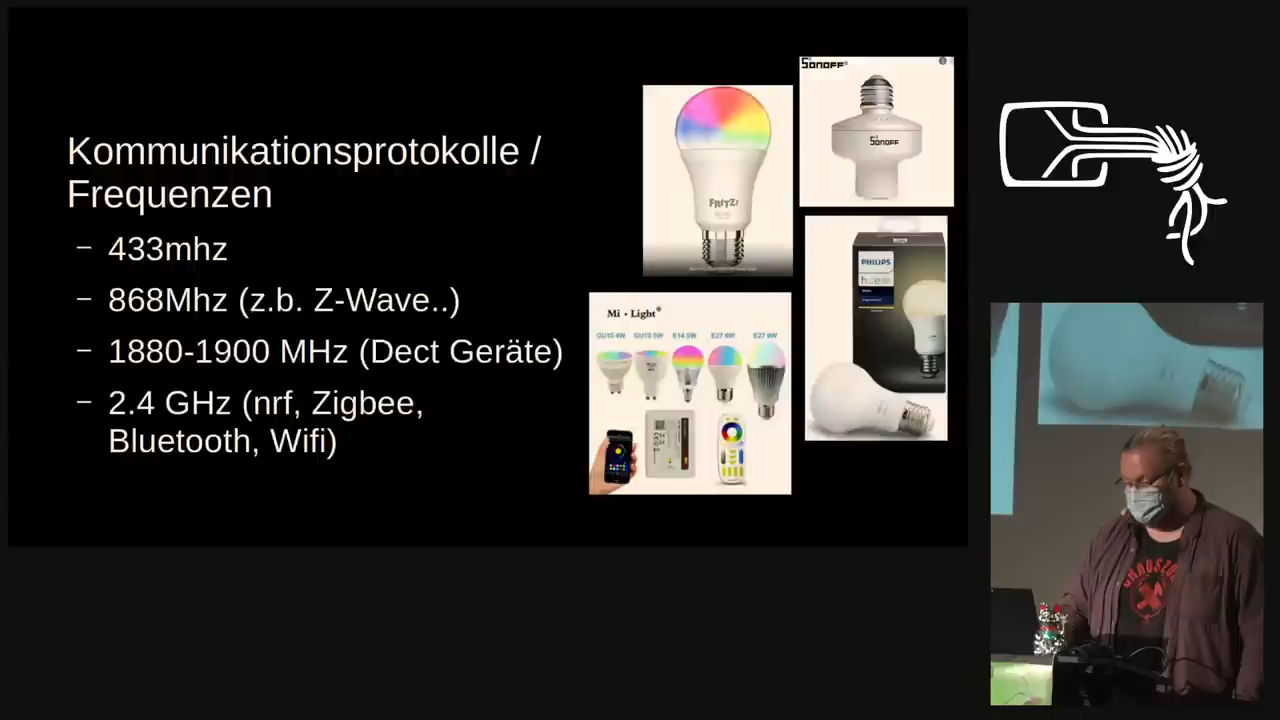 Kommunikationsprotokolle /
Frequenzen
– 433mhz
– 868Mhz (z.b. Z-Wave..)
– 1880-1900 MHz (Dect Geräte)
– 2.4 GHz (nrf, Zigbee,
Bluetooth, Wifi)
FRITZ!
SONOFF
SONOFF
PHILIPS
hue
Mi · Light®
GU10 4W GU10 5W E14 5W E27 6W E27 9W